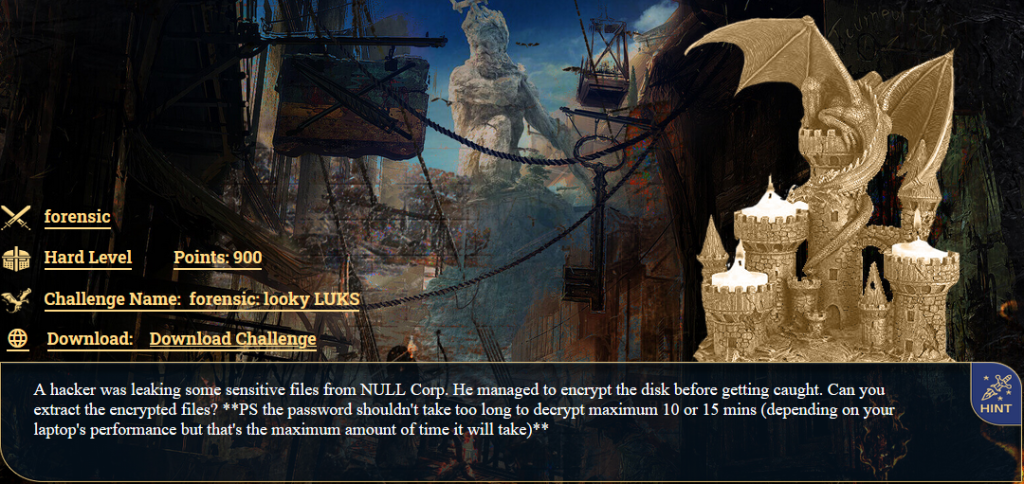 forensic
Hard Level Points: 900
Challenge Name: forensic: looky LUKS
Download: Download Challenge
A hacker was leaking some sensitive files from NULL Corp. He managed to encrypt the disk before getting caught. Can you
extract the encrypted files? **PS the password shouldn't take too long to decrypt maximum 10 or 15 mins (depending on your
laptop's performance but that's the maximum amount of time it will take)**
HINT